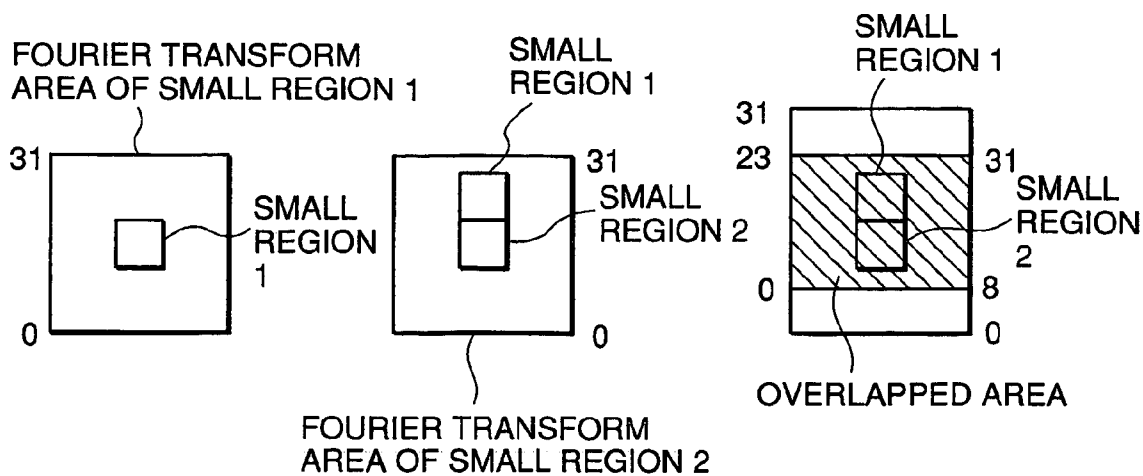 FOURIER TRANSFORM
AREA OF SMALL REGION 1
31
0
SMALL
REGION
1
SMALL
REGION 1
31
SMALL
REGION 2
0
FOURIER TRANSFORM
AREA OF SMALL REGION 2
SMALL
REGION 1
31
23
31
SMALL
REGION
2
0
8
0
OVERLAPPED AREA